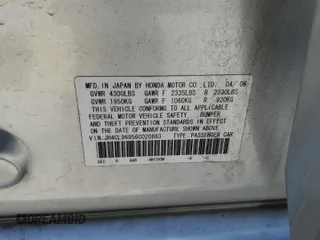 MFD. IN JAPAN BY HONDA MOTOR CO., LTD. 04/06
GVWR 4300LBS GAWR F 2335LBS R 2030LBS
GVWR 1950KG GAWR F 1060KG R 920KG
THIS VEHICLE CONFORMS TO ALL APPLICABLE
FEDERAL MOTOR VEHICLE SAFETY, BUMPER,
AND THEFT PREVENTION STANDARDS IN EFFECT
ON THE DATE OF MANUFACTURE SHOWN ABOVE.
V.I.N. JH4CL96956C020863 TYPE: PASSENGER CAR